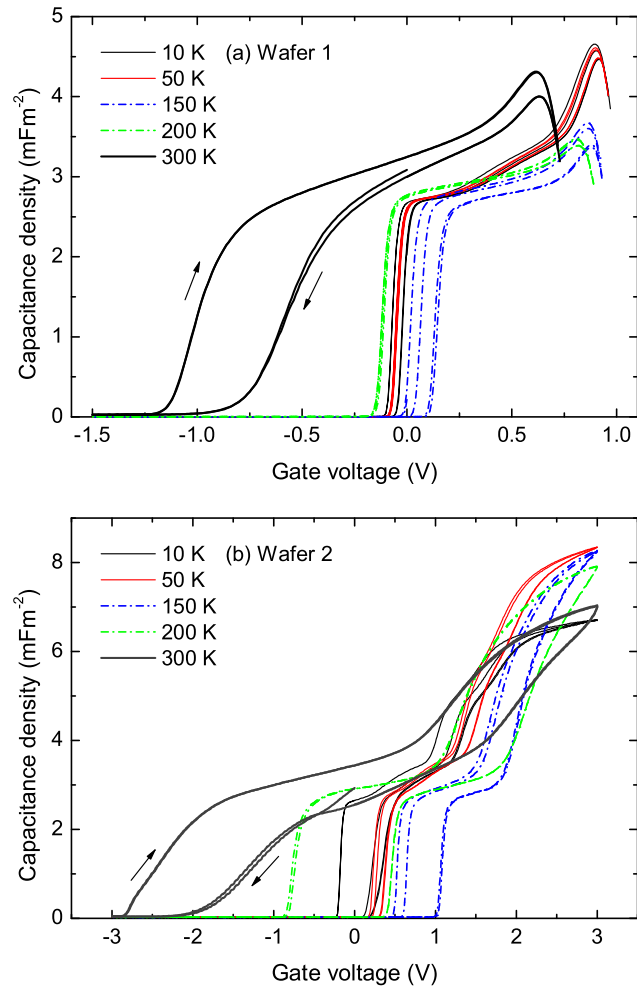 5
4
3
2
1
0
Capacitance density (mFm⁻²)
10 K
50 K
150 K
200 K
300 K
(a) Wafer 1
-1.5 -1.0 -0.5 0.0 0.5 1.0
Gate voltage (V)
8
6
4
2
0
Capacitance density (mFm⁻²)
10 K
50 K
150 K
200 K
300 K
(b) Wafer 2
-3 -2 -1 0 1 2 3
Gate voltage (V)